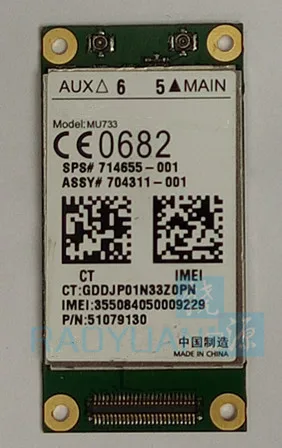 AUX△ 6 5▲MAIN
Model:MU733
CE0682
SPS# 714655-001
ASSY# 704311-001
CT IMEI
CT:GDDJP01N33Z0PN
IMEI:355084050009229
P/N:51079130
中国制造
MADE IN CHINA